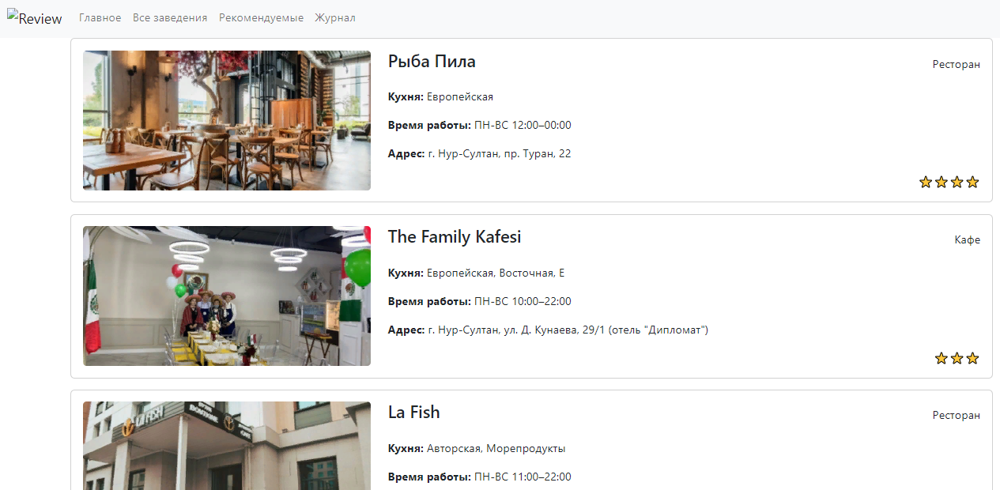 Review Главное Все заведения Рекомендуемые Журнал
Рыба Пила
Ресторан
Кухня: Европейская
Время работы: ПН-ВС 12:00–00:00
Адрес: г. Нур-Султан, пр. Туран, 22
The Family Kafesi
Кафе
Кухня: Европейская, Восточная, Е
Время работы: ПН-ВС 10:00–22:00
Адрес: г. Нур-Султан, ул. Д. Кунаева, 29/1 (отель "Дипломат")
LA FISH
La Fish
Ресторан
Кухня: Авторская, Морепродукты
Время работы: ПН-ВС 11:00–22:00